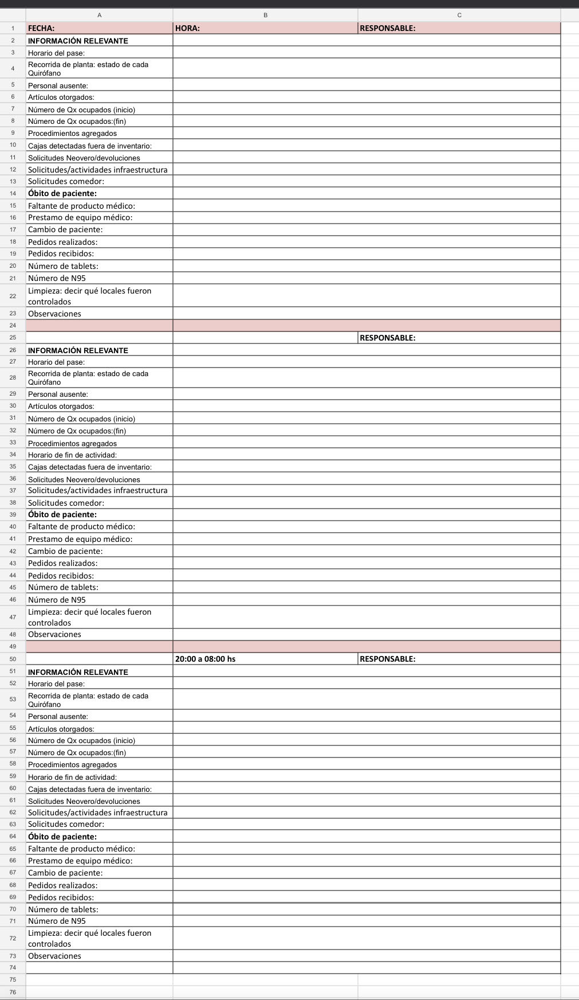 A B C
1 FECHA: HORA: RESPONSABLE:
2 INFORMACIÓN RELEVANTE
3 Horario del pase:
4 Recorrida de planta: estado de cada
Quirófano
5 Personal ausente:
6 Artículos otorgados:
7 Número de Qx ocupados (inicio)
8 Número de Qx ocupados:(fin)
9 Procedimientos agregados
10 Cajas detectadas fuera de inventario:
11 Solicitudes Neovero/devoluciones
12 Solicitudes/actividades infraestructura
13 Solicitudes comedor:
14 Óbito de paciente:
15 Faltante de producto médico:
16 Prestamo de equipo médico:
17 Cambio de paciente:
18 Pedidos realizados:
19 Pedidos recibidos:
20 Número de tablets:
21 Número de N95
22 Limpieza: decir qué locales fueron
controlados
23 Observaciones
24
25 RESPONSABLE:
26 INFORMACIÓN RELEVANTE
27 Horario del pase:
28 Recorrida de planta: estado de cada
Quirófano
29 Personal ausente:
30 Artículos otorgados:
31 Número de Qx ocupados (inicio)
32 Número de Qx ocupados:(fin)
33 Procedimientos agregados
34 Horario de fin de actividad:
35 Cajas detectadas fuera de inventario:
36 Solicitudes Neovero/devoluciones
37 Solicitudes/actividades infraestructura
38 Solicitudes comedor:
39 Óbito de paciente:
40 Faltante de producto médico:
41 Prestamo de equipo médico:
42 Cambio de paciente:
43 Pedidos realizados:
44 Pedidos recibidos:
45 Número de tablets:
46 Número de N95
47 Limpieza: decir qué locales fueron
controlados
48 Observaciones
49
50 20:00 a 08:00 hs RESPONSABLE:
51 INFORMACIÓN RELEVANTE
52 Horario del pase:
53 Recorrida de planta: estado de cada
Quirófano
54 Personal ausente:
55 Artículos otorgados:
56 Número de Qx ocupados (inicio)
57 Número de Qx ocupados:(fin)
58 Procedimientos agregados
59 Horario de fin de actividad:
60 Cajas detectadas fuera de inventario:
61 Solicitudes Neovero/devoluciones
62 Solicitudes/actividades infraestructura
63 Solicitudes comedor:
64 Óbito de paciente:
65 Faltante de producto médico:
66 Prestamo de equipo médico:
67 Cambio de paciente:
68 Pedidos realizados:
69 Pedidos recibidos:
70 Número de tablets:
71 Número de N95
72 Limpieza: decir qué locales fueron
controlados
73 Observaciones
74
75
76